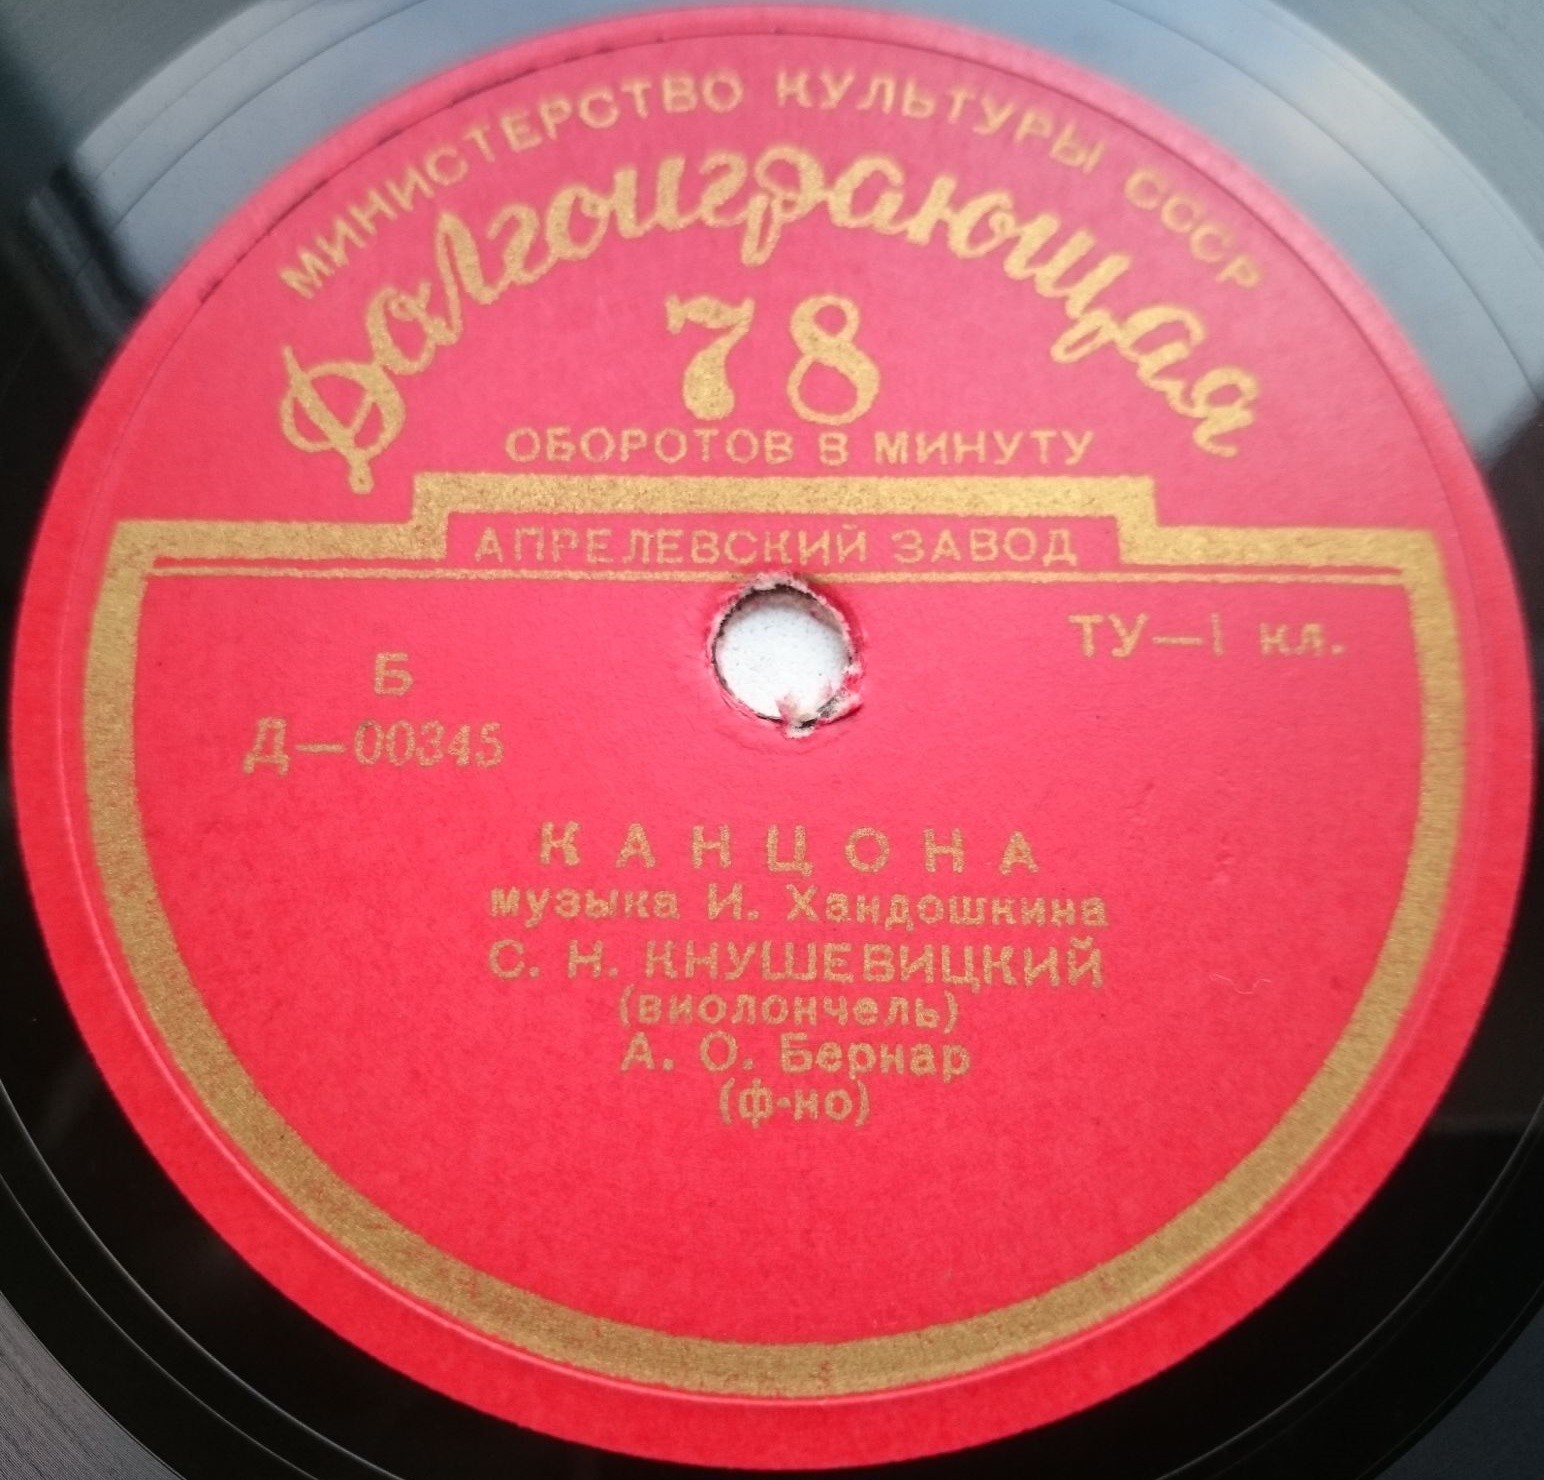 МИНИСТЕРСТВО КУЛЬТУРЫ СССР
Долгоиграющая
78
ОБОРОТОВ В МИНУТУ
АПРЕЛЕВСКИЙ ЗАВОД
ТУ—1 кл.
Б
Д—00345
КАНЦОНА
музыка И. Хандошкина
С. Н. КНУШЕВИЦКИЙ
(виолончель)
А. О. Бернар
(ф-но)